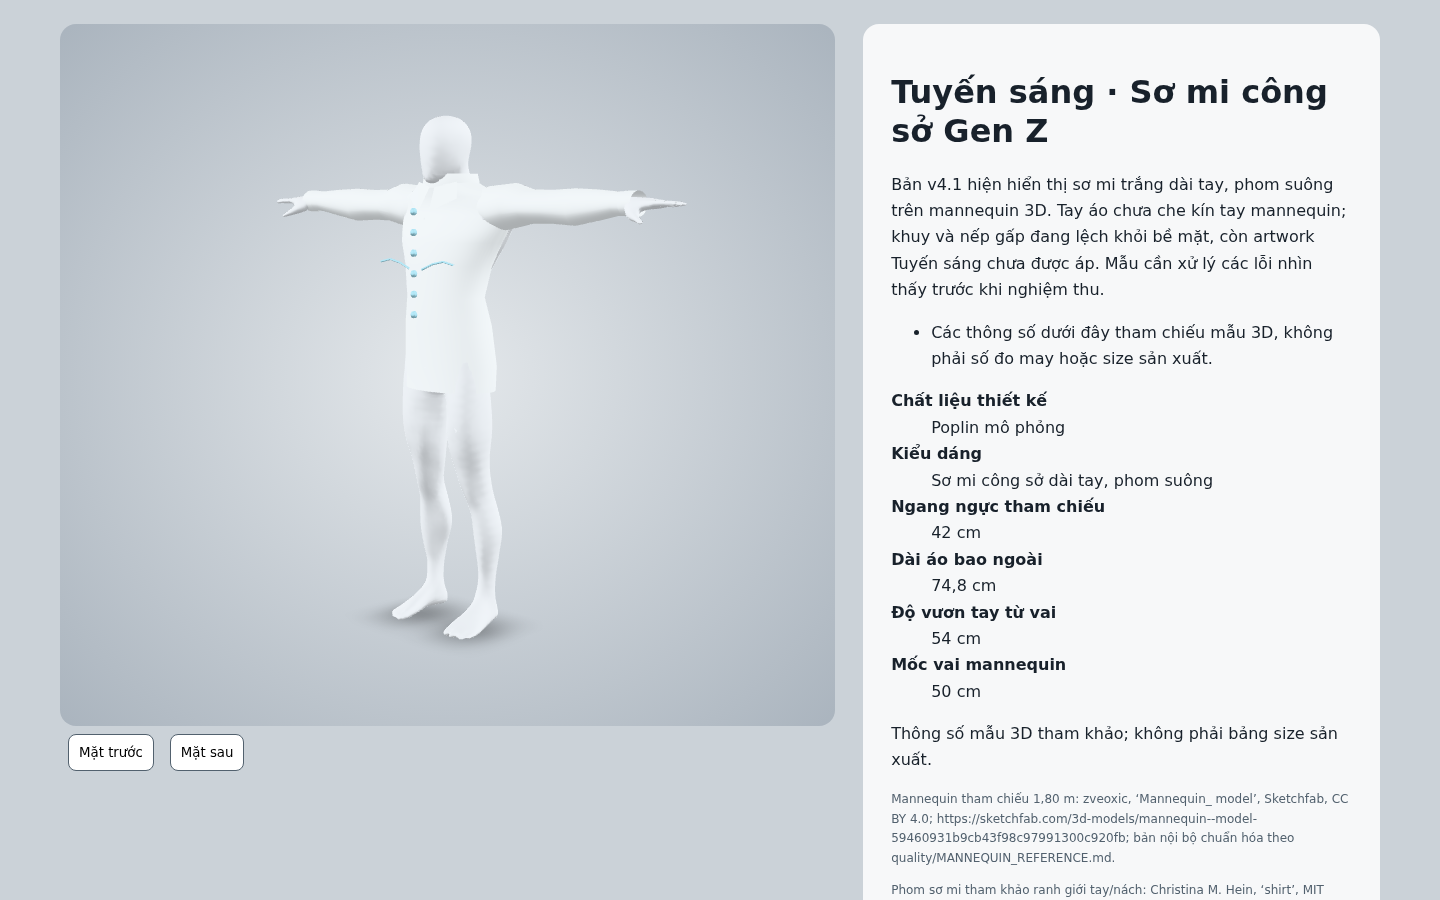 Tuyến sáng · Sơ mi công
sở Gen Z
Bản v4.1 hiện hiển thị sơ mi trắng dài tay, phom suông
trên mannequin 3D. Tay áo chưa che kín tay mannequin;
khuy và nếp gấp đang lệch khỏi bề mặt, còn artwork
Tuyến sáng chưa được áp. Mẫu cần xử lý các lỗi nhìn
thấy trước khi nghiệm thu.
• Các thông số dưới đây tham chiếu mẫu 3D, không
phải số đo may hoặc size sản xuất.
Chất liệu thiết kế
Poplin mô phỏng
Kiểu dáng
Sơ mi công sở dài tay, phom suông
Ngang ngực tham chiếu
42 cm
Dài áo bao ngoài
74,8 cm
Độ vươn tay từ vai
54 cm
Mốc vai mannequin
50 cm
Thông số mẫu 3D tham khảo; không phải bảng size sản
xuất.
Mannequin tham chiếu 1,80 m: zveoxic, ‘Mannequin_ model’, Sketchfab, CC
BY 4.0; https://sketchfab.com/3d-models/mannequin--model-
59460931b9cb43f98c97991300c920fb; bản nội bộ chuẩn hóa theo
quality/MANNEQUIN_REFERENCE.md.
Phom sơ mi tham khảo ranh giới tay/nách: Christina M. Hein, ‘shirt’, MIT
Mặt trước
Mặt sau